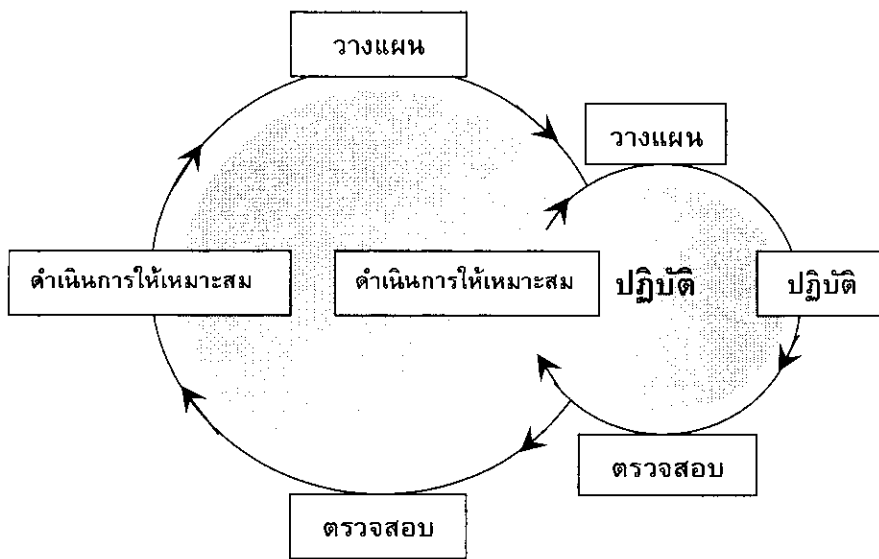 วางแผน
วางแผน
ดำเนินการให้เหมาะสม
ดำเนินการให้เหมาะสม
ปฏิบัติ
ปฏิบัติ
ตรวจสอบ
ตรวจสอบ